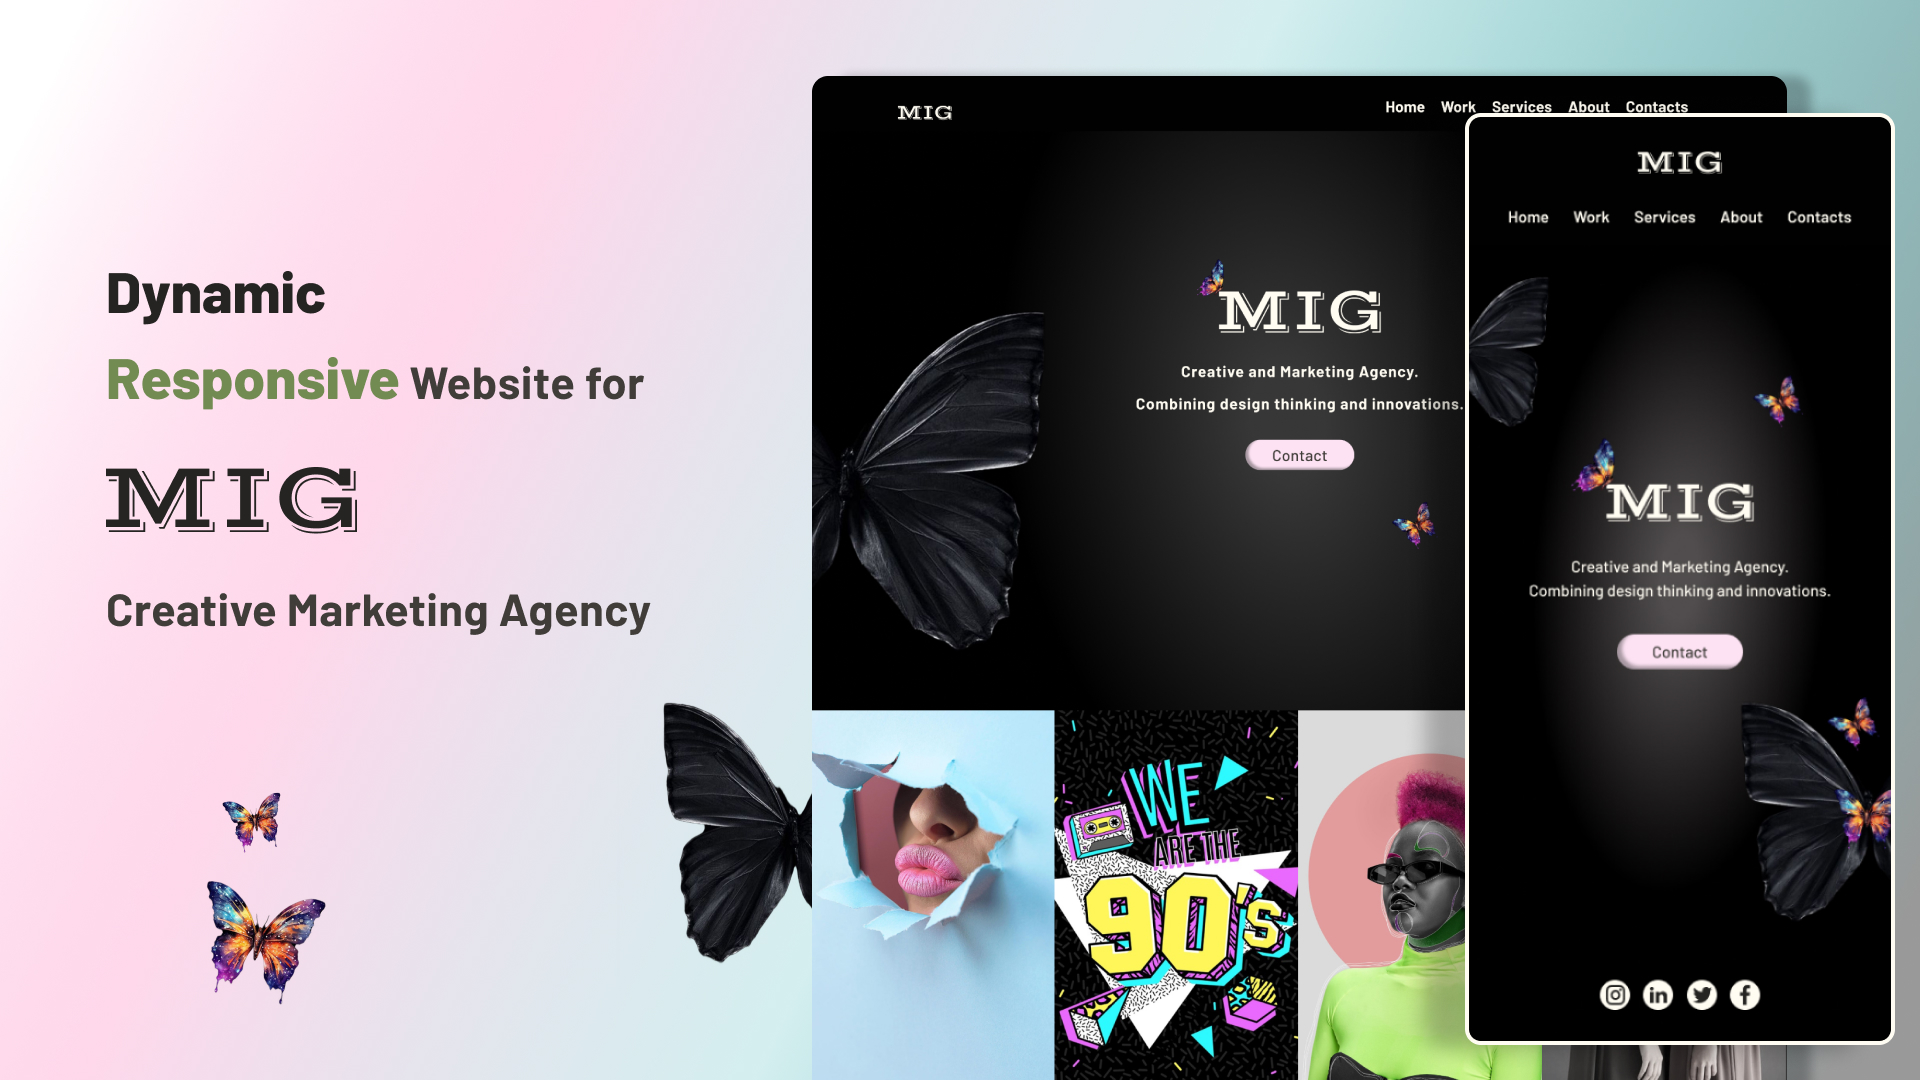 Dynamic
Responsive Website for
MIG
Creative Marketing Agency
MIG
Home Work Services About Contacts
MIG
Creative and Marketing Agency.
Combining design thinking and innovations.
Contact
WE
ARE THE
90's
MIG
Home Work Services About Contacts
MIG
Creative and Marketing Agency.
Combining design thinking and innovations.
Contact